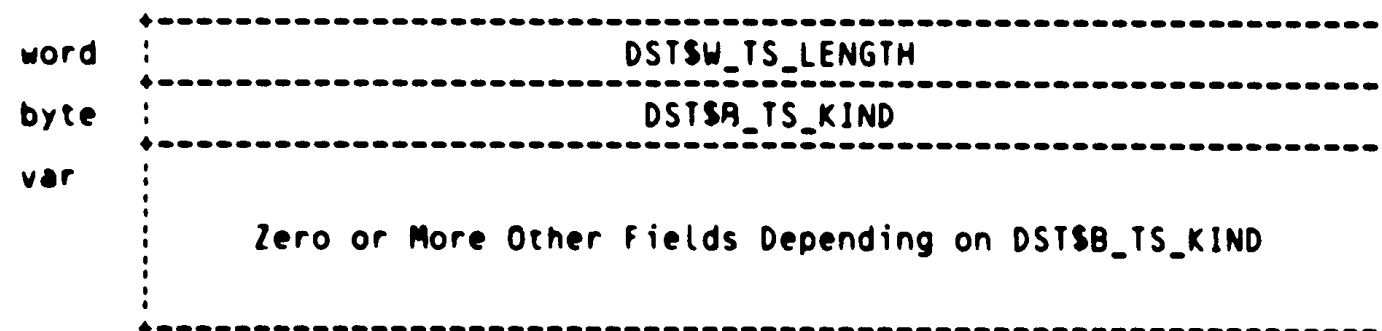 word DST$W_TS_LENGTH
byte DST$B_TS_KIND
var
Zero or More Other Fields Depending on DST$B_TS_KIND